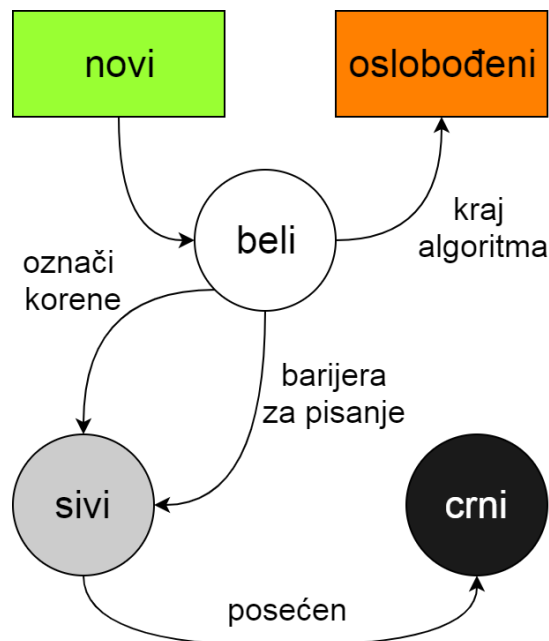 novi
oslobođeni
beli
kraj
algoritma
označi
korene
barijera
za pisanje
sivi
crni
posećen